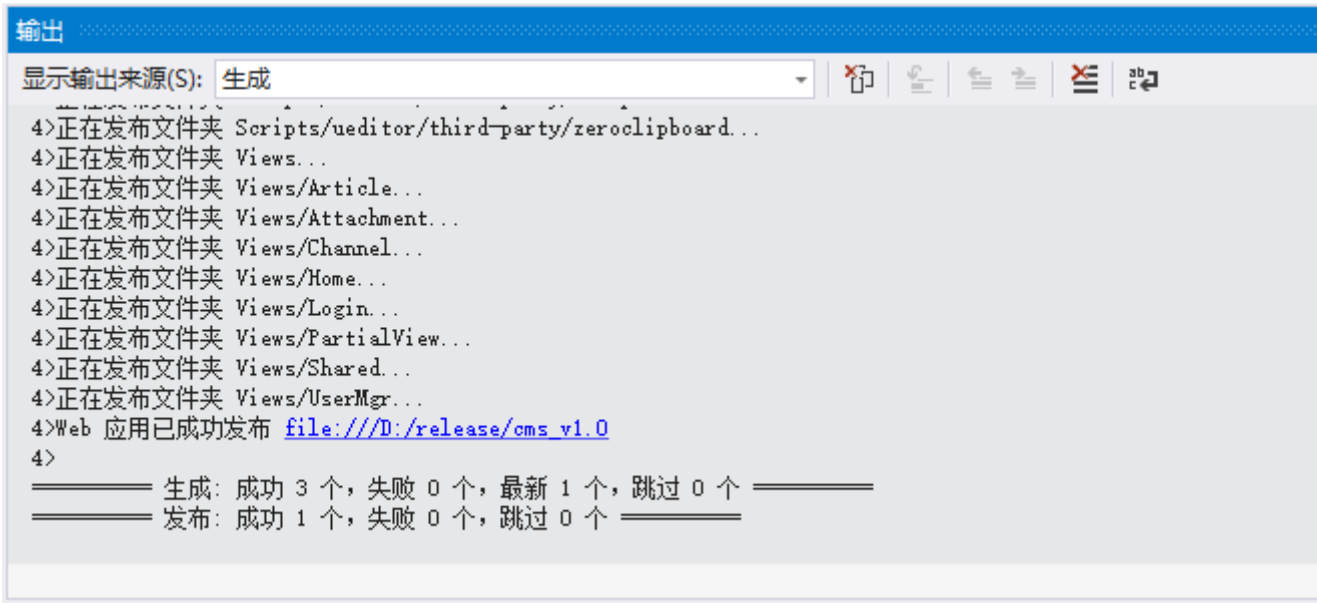 输出
显示输出来源(S): 生成
4>正在发布文件夹 Scripts/ueditor/third-party/zeroclipboard...
4>正在发布文件夹 Views...
4>正在发布文件夹 Views/Article...
4>正在发布文件夹 Views/Attachment...
4>正在发布文件夹 Views/Channel...
4>正在发布文件夹 Views/Home...
4>正在发布文件夹 Views/Login...
4>正在发布文件夹 Views/PartialView...
4>正在发布文件夹 Views/Shared...
4>正在发布文件夹 Views/UserMgr...
4>Web 应用已成功发布 file:///D:/release/cms_v1.0
4>
========== 生成: 成功 3 个，失败 0 个，最新 1 个，跳过 0 个 ==========
========== 发布: 成功 1 个，失败 0 个，跳过 0 个 ==========